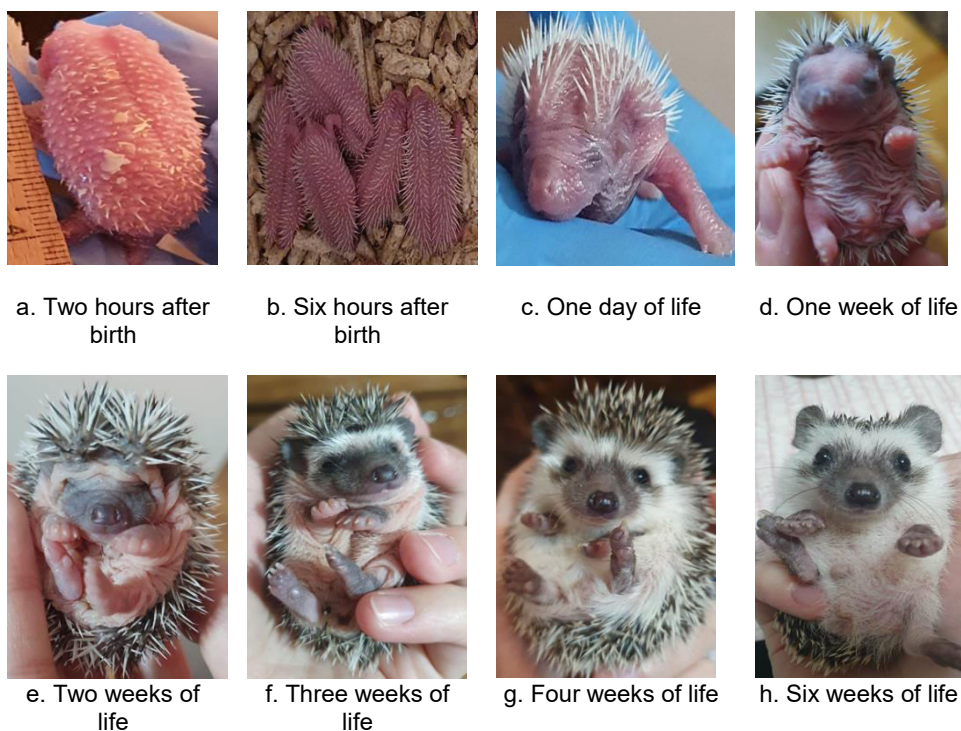 a. Two hours after
birth
b. Six hours after
birth
c. One day of life
d. One week of life
e. Two weeks of
life
f. Three weeks of
life
g. Four weeks of life
h. Six weeks of life